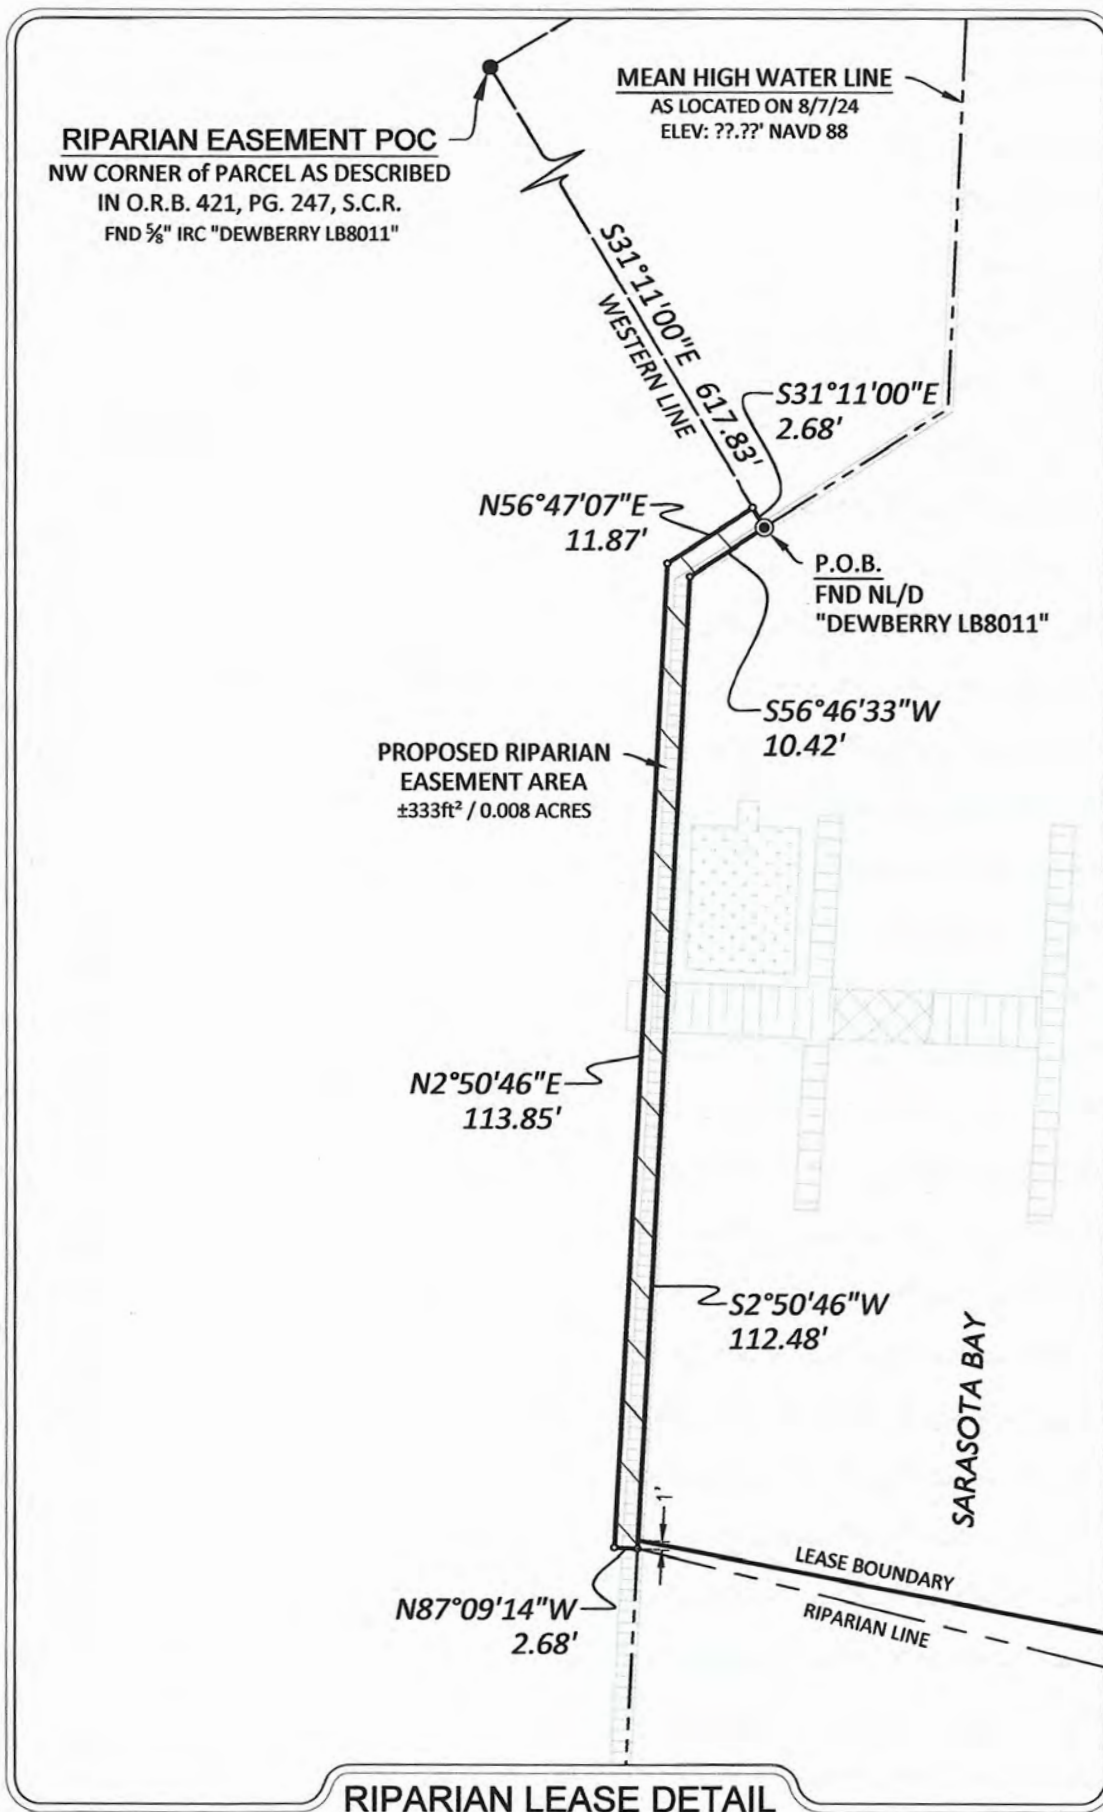 MEAN HIGH WATER LINE
AS LOCATED ON 8/7/24
ELEV: ??.??' NAVD 88
RIPARIAN EASEMENT POC
NW CORNER of PARCEL AS DESCRIBED
IN O.R.B. 421, PG. 247, S.C.R.
FND ⅝" IRC "DEWBERRY LB8011"
S31°11'00"E 617.83'
WESTERN LINE
S31°11'00"E
2.68'
N56°47'07"E
11.87'
P.O.B.
FND NL/D
"DEWBERRY LB8011"
S56°46'33"W
10.42'
PROPOSED RIPARIAN
EASEMENT AREA
±333ft² / 0.008 ACRES
N2°50'46"E
113.85'
S2°50'46"W
112.48'
SARASOTA BAY
1'
LEASE BOUNDARY
RIPARIAN LINE
N87°09'14"W
2.68'
RIPARIAN LEASE DETAIL